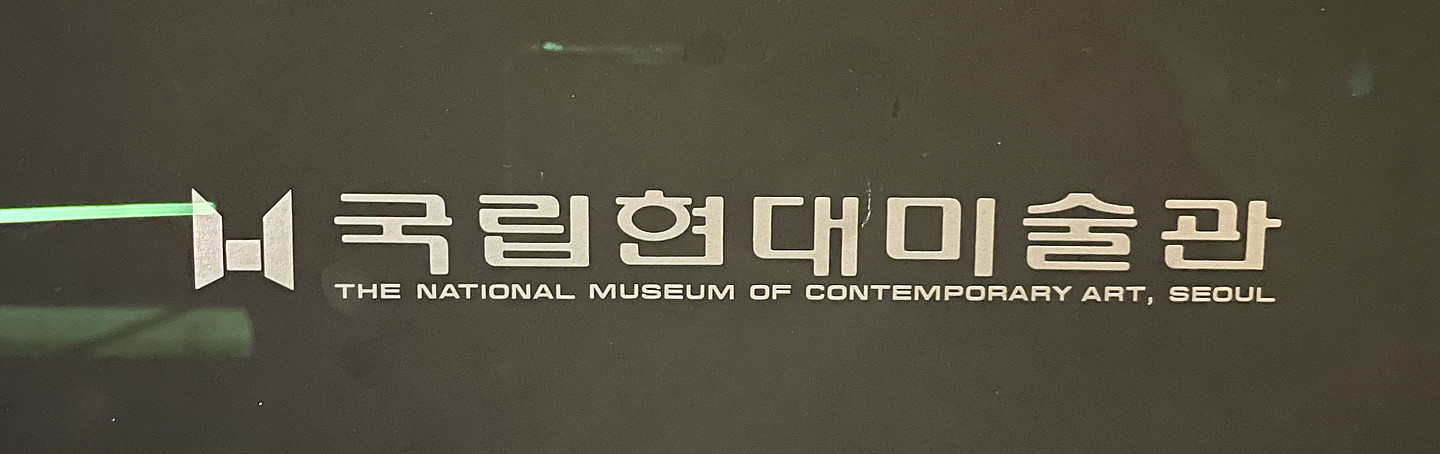 국립현대미술관
THE NATIONAL MUSEUM OF CONTEMPORARY ART, SEOUL